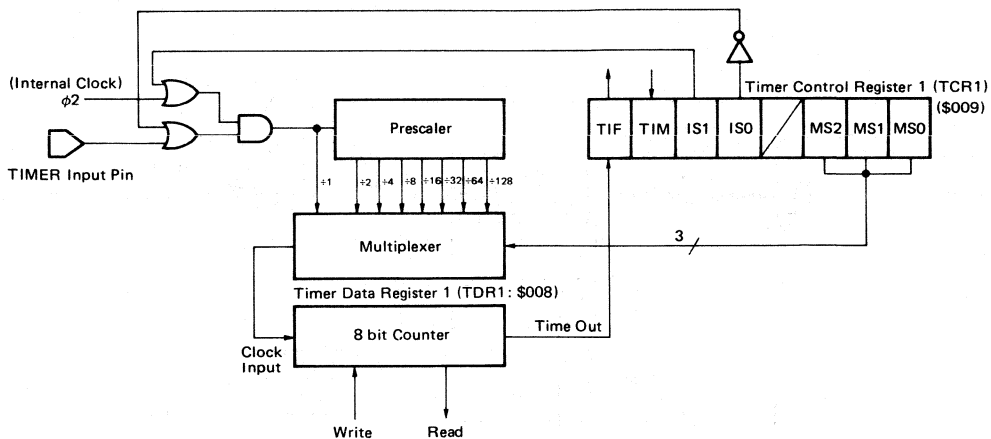 (Internal Clock)
φ2
TIMER Input Pin
Prescaler
÷1
÷2
÷4
÷8
÷16
÷32
÷64
÷128
Multiplexer
Timer Data Register 1 (TDR1: $008)
8 bit Counter
Clock
Input
Write
Read
Time Out
3
Timer Control Register 1 (TCR1)
($009)
TIF
TIM
IS1
IS0
MS2
MS1
MS0